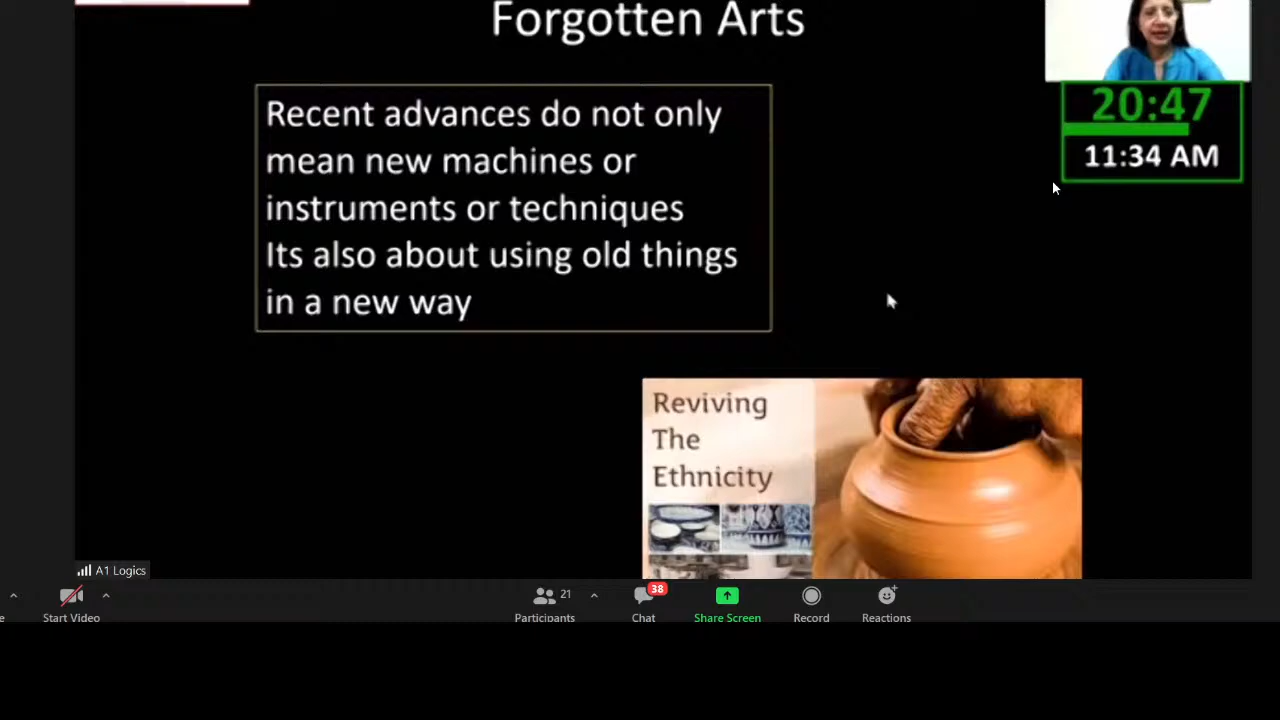 Forgotten Arts
Recent advances do not only
mean new machines or
instruments or techniques
Its also about using old things
in a new way
20:47
11:34 AM
Reviving
The
Ethnicity
A1 Logics
Start Video
Participants
21
Chat
38
Share Screen
Record
Reactions